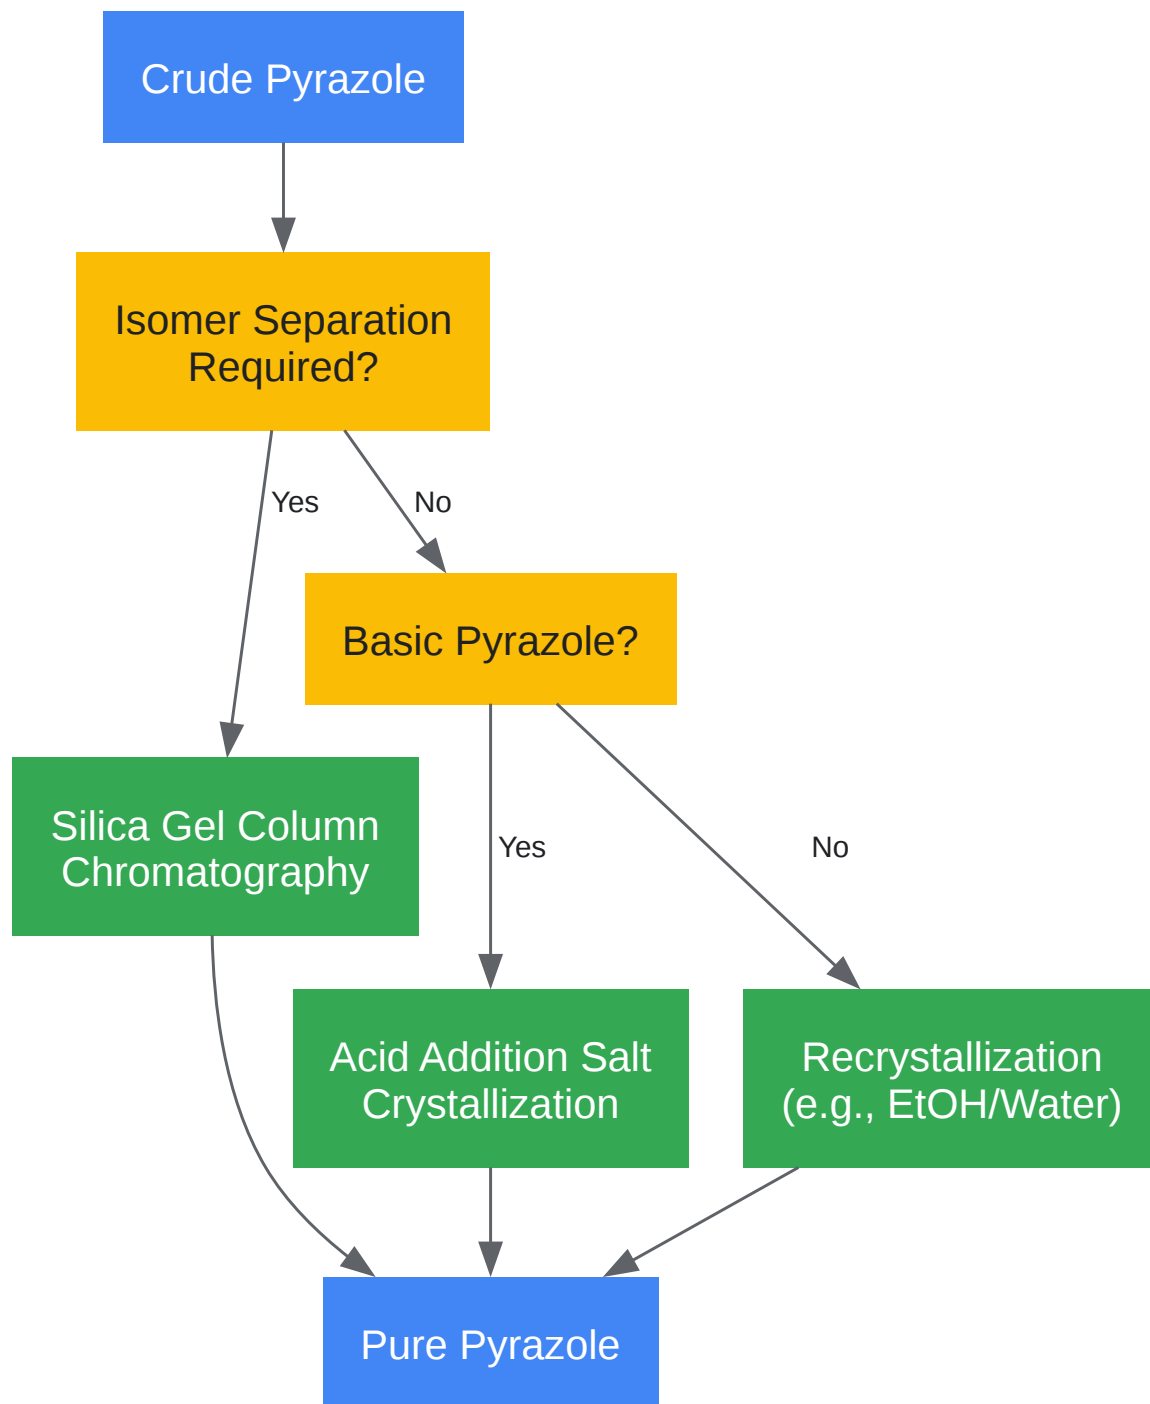 Crude Pyrazole
Isomer Separation
Required?
Yes
No
Basic Pyrazole?
Silica Gel Column
Chromatography
Yes
No
Acid Addition Salt
Crystallization
Recrystallization
(e.g., EtOH/Water)
Pure Pyrazole